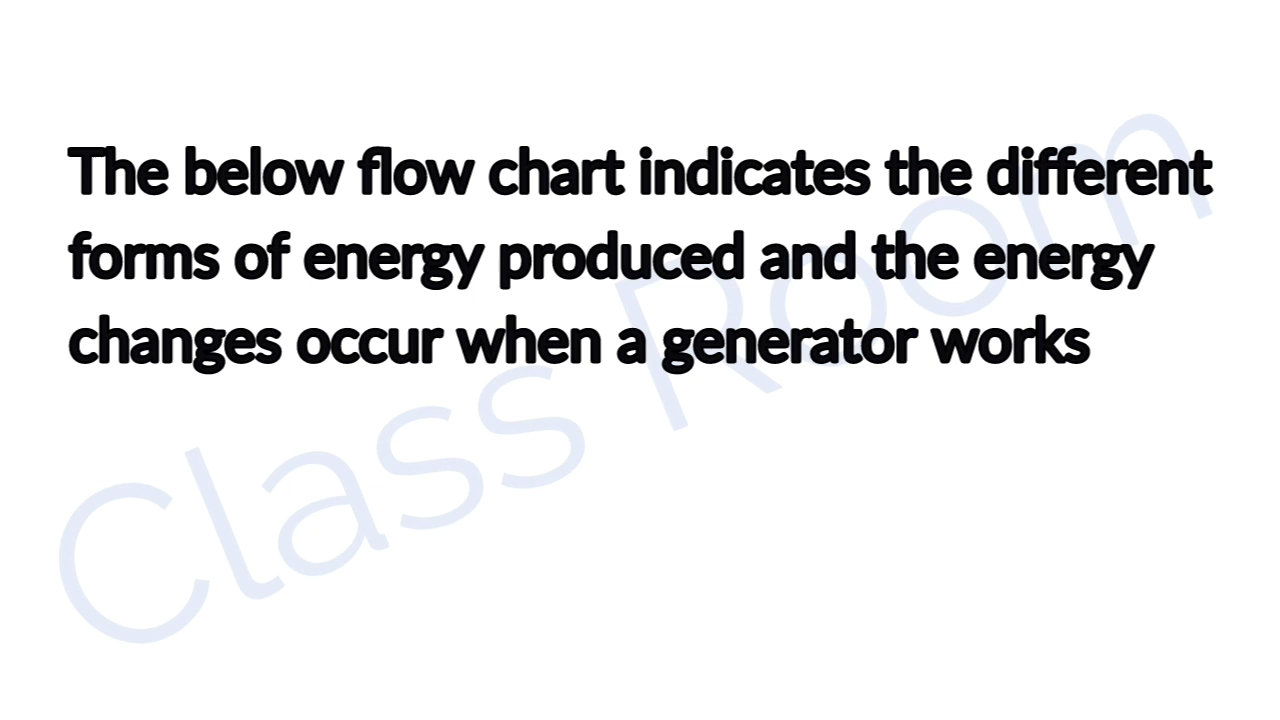 The below flow chart indicates the different
forms of energy produced and the energy
changes occur when a generator works
Class Room